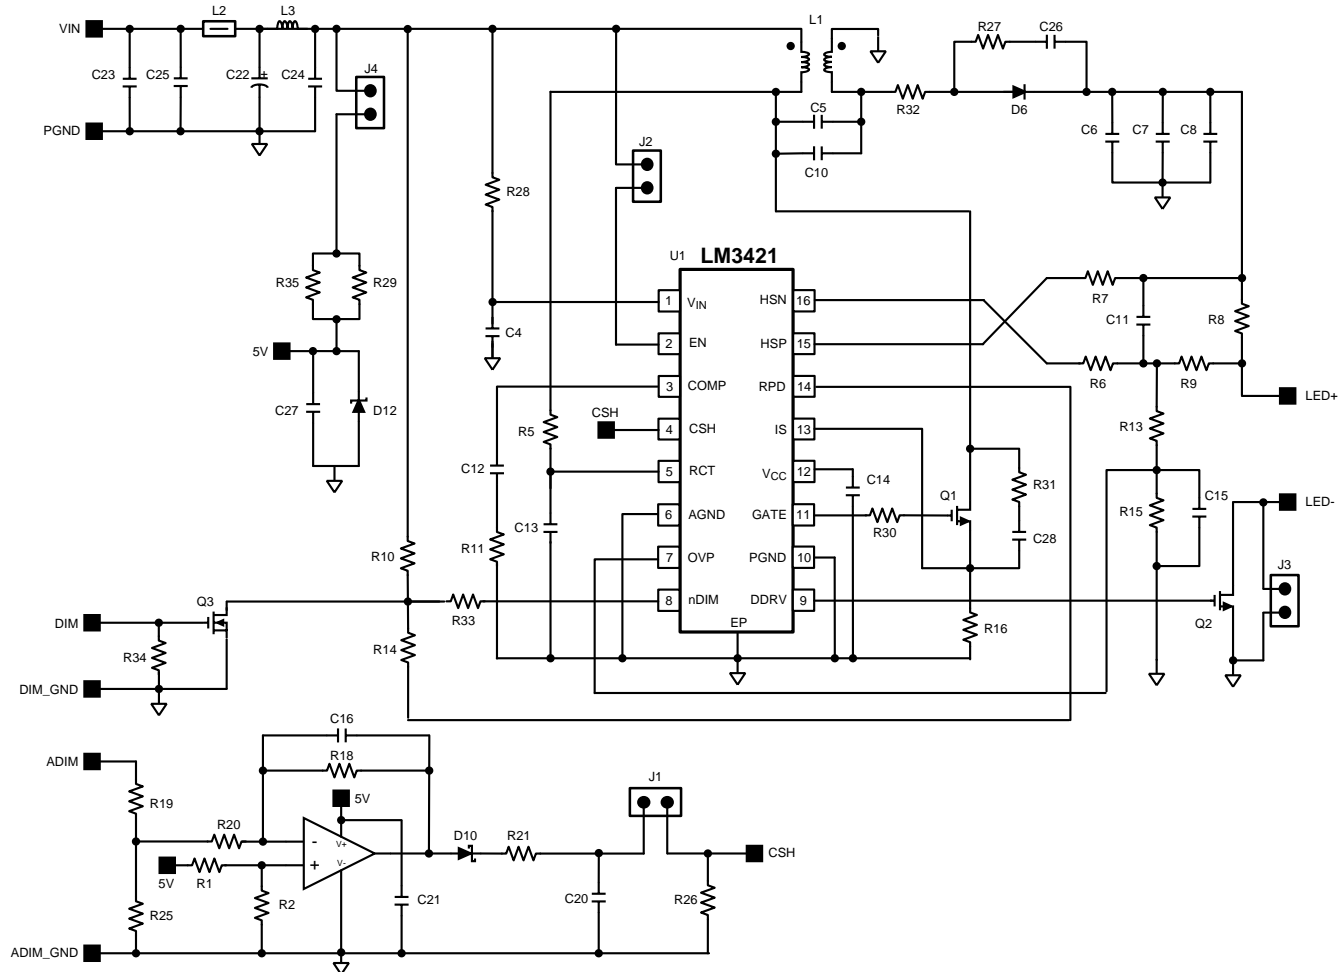 L2
L3
L1
R27
C26
VIN
C23
C25
C22
+
C24
J4
R32
D6
C5
C6
C7
C8
PGND
J2
C10
R28
U1
LM3421
R35
R29
1
VIN
HSN
16
R7
C4
C11
R8
5V
2
EN
HSP
15
R6
R9
3
COMP
RPD
14
LED+
C27
D12
CSH
R5
4
CSH
IS
13
R13
C12
5
RCT
VCC
12
C14
R31
Q1
C15
LED-
C13
6
AGND
GATE
11
R30
R15
R11
C28
R10
7
OVP
PGND
10
J3
Q3
8
nDIM
DDRV
9
DIM
R33
EP
R16
Q2
R34
R14
DIM_GND
C16
ADIM
R18
J1
R19
5V
R20
-
V+
D10
R21
CSH
5V
R1
+
V-
R2
C21
C20
R26
R25
ADIM_GND